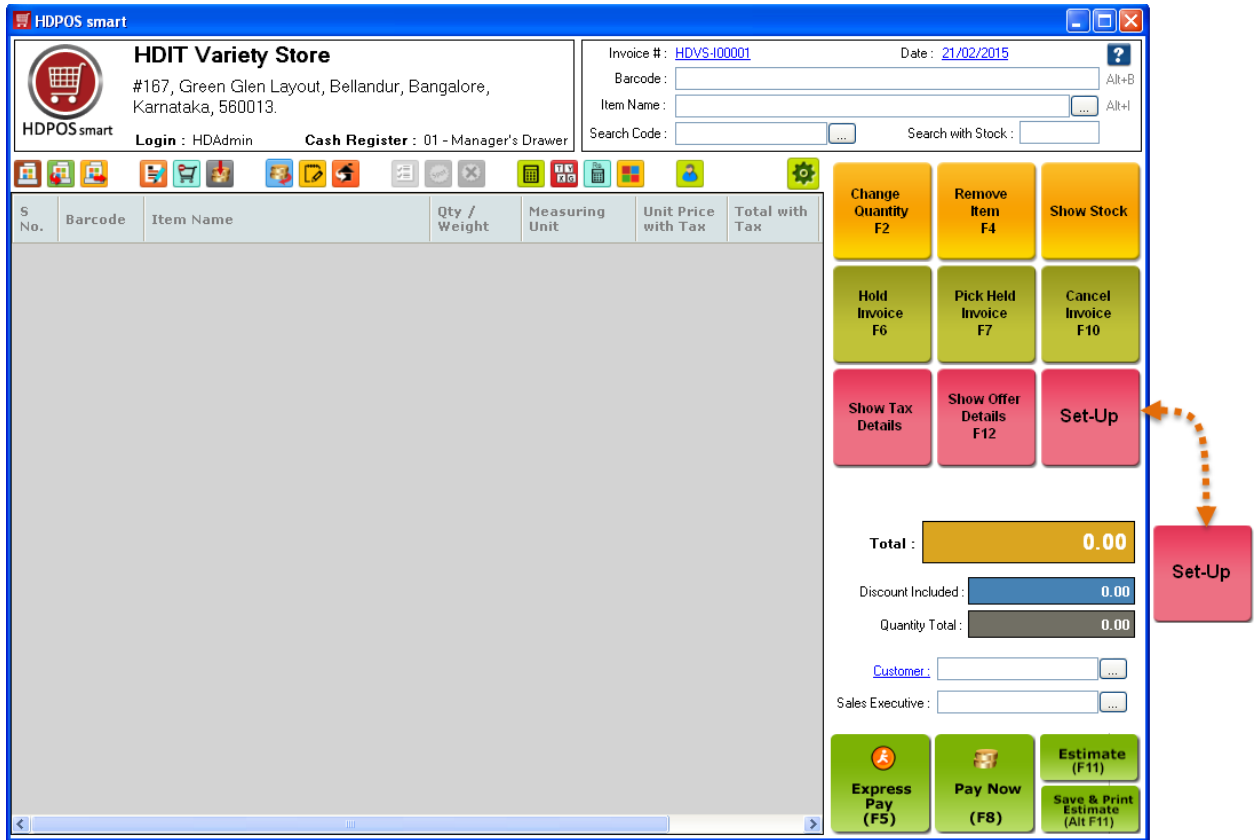 HDPOS smart
HDIT Variety Store
#167, Green Glen Layout, Bellandur, Bangalore,
Karnataka, 560013.
HDPOS smart
Login : HDAdmin Cash Register : 01 - Manager's Drawer
Invoice # : HDVS-I00001 Date : 21/02/2015 ?
Barcode : Alt+B
Item Name : ... Alt+I
Search Code : ... Search with Stock :
S No. Barcode Item Name Qty / Weight Measuring Unit Unit Price with Tax Total with Tax
Change
Quantity
F2
Remove
Item
F4
Show Stock
Hold
Invoice
F6
Pick Held
Invoice
F7
Cancel
Invoice
F10
Show Tax
Details
Show Offer
Details
F12
Set-Up
Total : 0.00
Set-Up
Discount Included : 0.00
Quantity Total : 0.00
Customer : ...
Sales Executive : ...
Express
Pay
(F5)
Pay Now
(F8)
Estimate
(F11)
Save & Print
Estimate
(Alt F11)